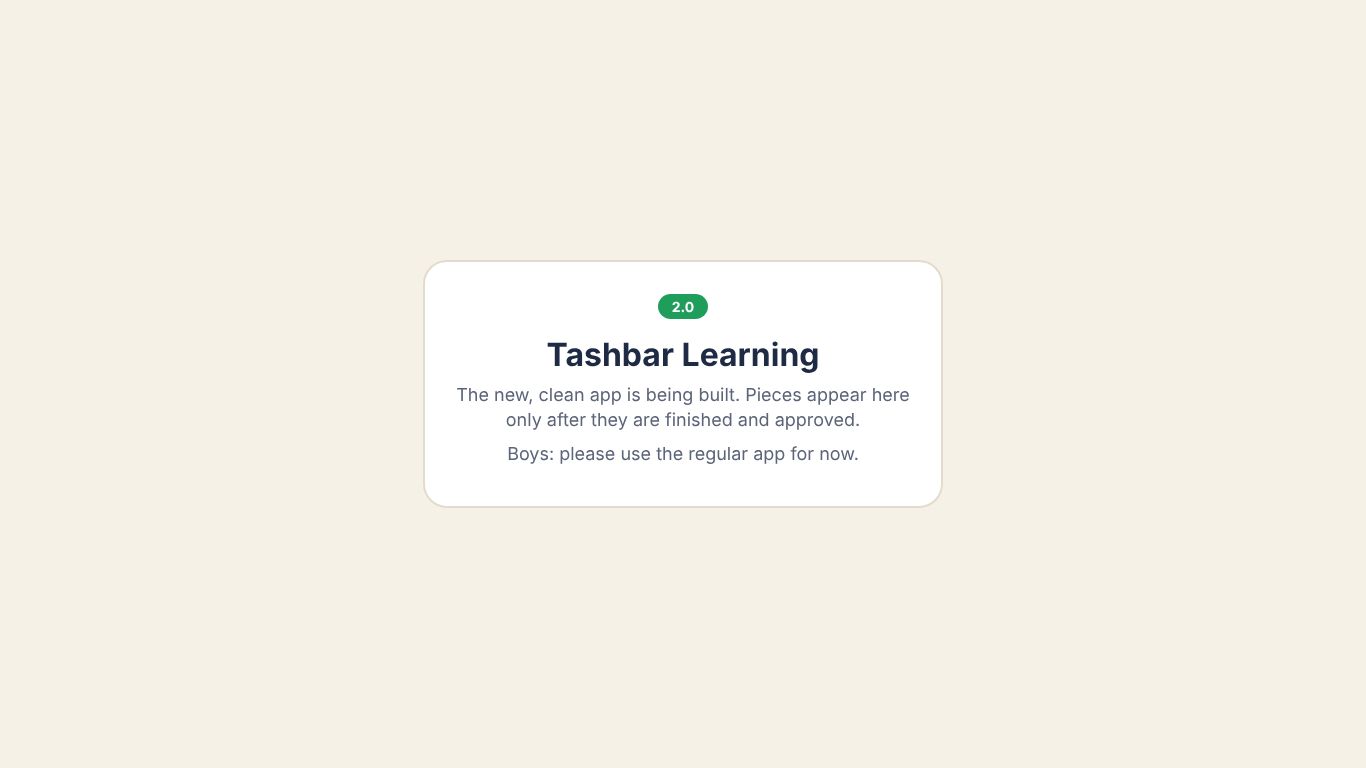 2.0
Tashbar Learning
The new, clean app is being built. Pieces appear here
only after they are finished and approved.
Boys: please use the regular app for now.